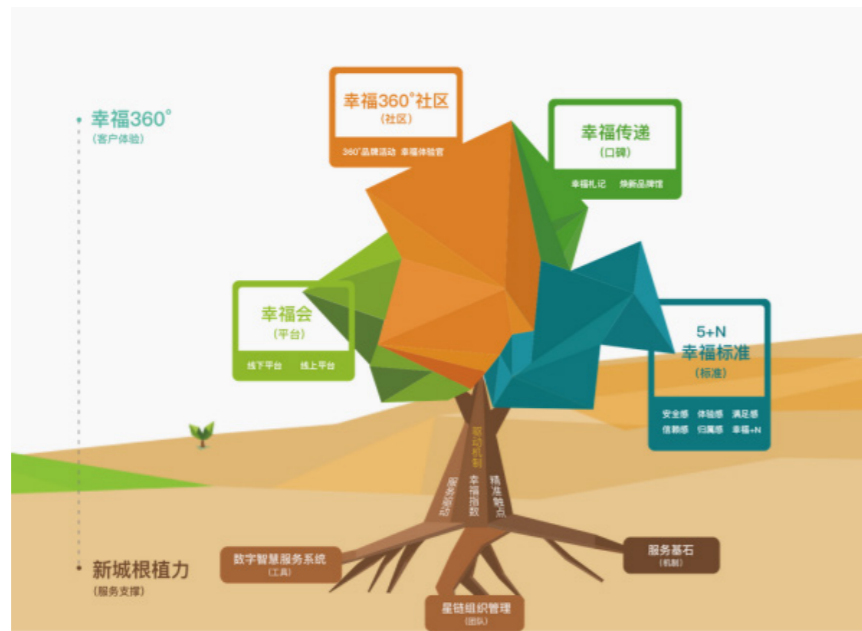 幸福360°
(客户体验)
幸福360°社区
(社区)
360°品牌活动 幸福体验官
幸福传递
(口碑)
幸福札记 焕新品牌馆
幸福会
(平台)
线下平台 线上平台
5+N
幸福标准
(标准)
安全感 体验感 满足感
信赖感 归属感 幸福+N
驱动机制
幸福指数
精准触点
新城根植力
(服务支撑)
数字智慧服务系统
(工具)
星链组织管理
(团队)
服务基石
(机制)